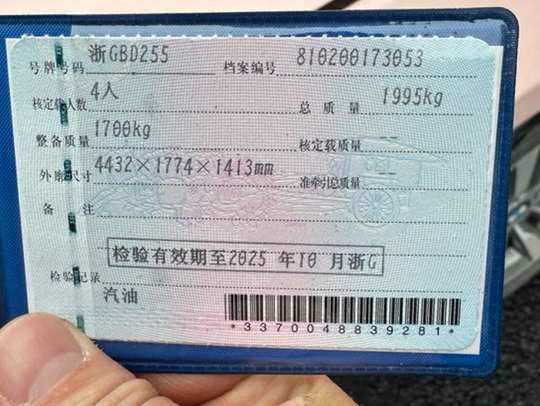 号牌号码 浙GBD255 档案编号 810200173053
核定载人数 4人 总质量 1995kg
整备质量 1700kg 核定载质量 --
外廓尺寸 4432×1774×1413mm 准牵引总质量 --
备注
检验有效期至2025 年10 月浙G
检验记录
汽油
*3370048839281*